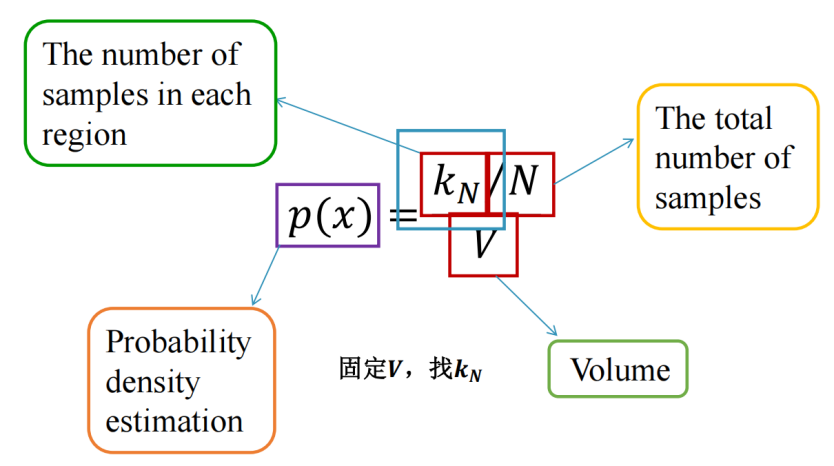 The number of
samples in each
region
The total
number of
samples
p(x) = k_N/N
V
Probability
density
estimation
固定V，找k_N
Volume